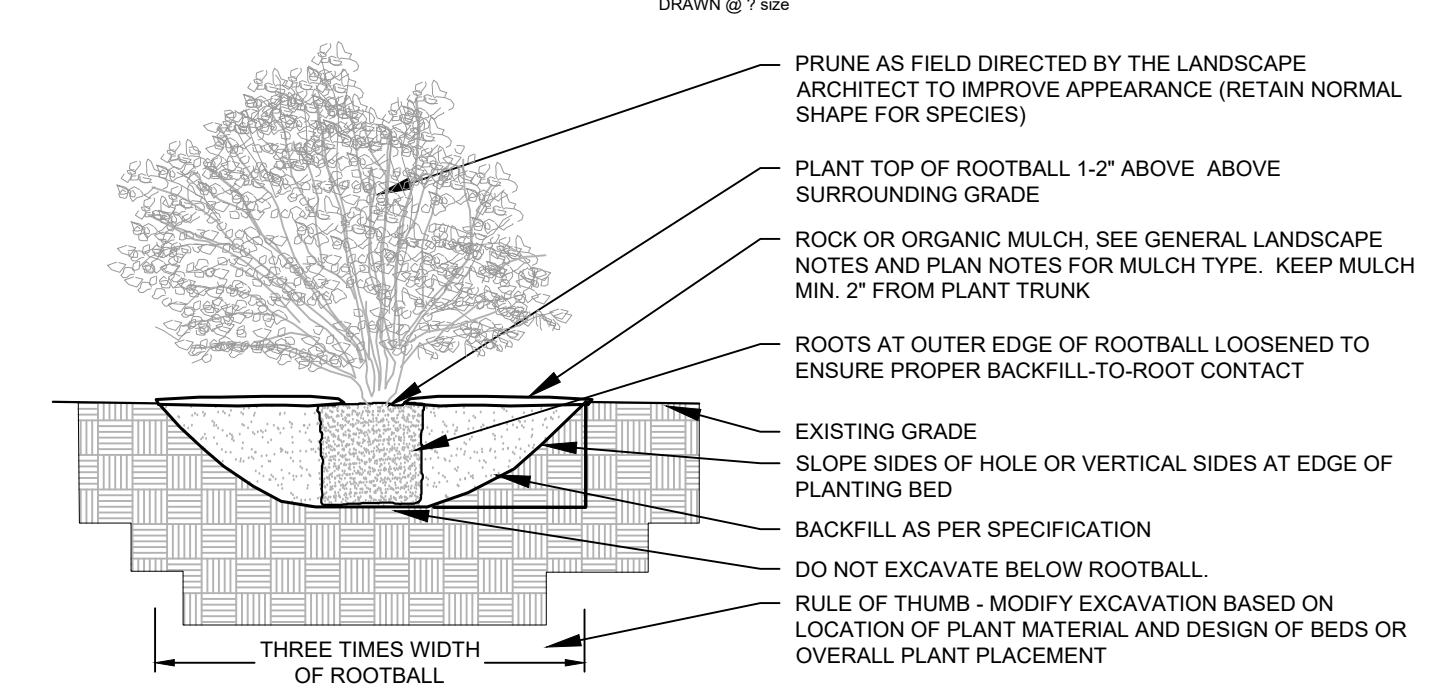 DRAWN @ ? size
PRUNE AS FIELD DIRECTED BY THE LANDSCAPE
ARCHITECT TO IMPROVE APPEARANCE (RETAIN NORMAL
SHAPE FOR SPECIES)
PLANT TOP OF ROOTBALL 1-2" ABOVE  ABOVE
SURROUNDING GRADE
ROCK OR ORGANIC MULCH, SEE GENERAL LANDSCAPE
NOTES AND PLAN NOTES FOR MULCH TYPE.  KEEP MULCH
MIN. 2" FROM PLANT TRUNK
ROOTS AT OUTER EDGE OF ROOTBALL LOOSENED TO
ENSURE PROPER BACKFILL-TO-ROOT CONTACT
EXISTING GRADE
SLOPE SIDES OF HOLE OR VERTICAL SIDES AT EDGE OF
PLANTING BED
BACKFILL AS PER SPECIFICATION
DO NOT EXCAVATE BELOW ROOTBALL.
RULE OF THUMB - MODIFY EXCAVATION BASED ON
LOCATION OF PLANT MATERIAL AND DESIGN OF BEDS OR
OVERALL PLANT PLACEMENT
THREE TIMES WIDTH
OF ROOTBALL